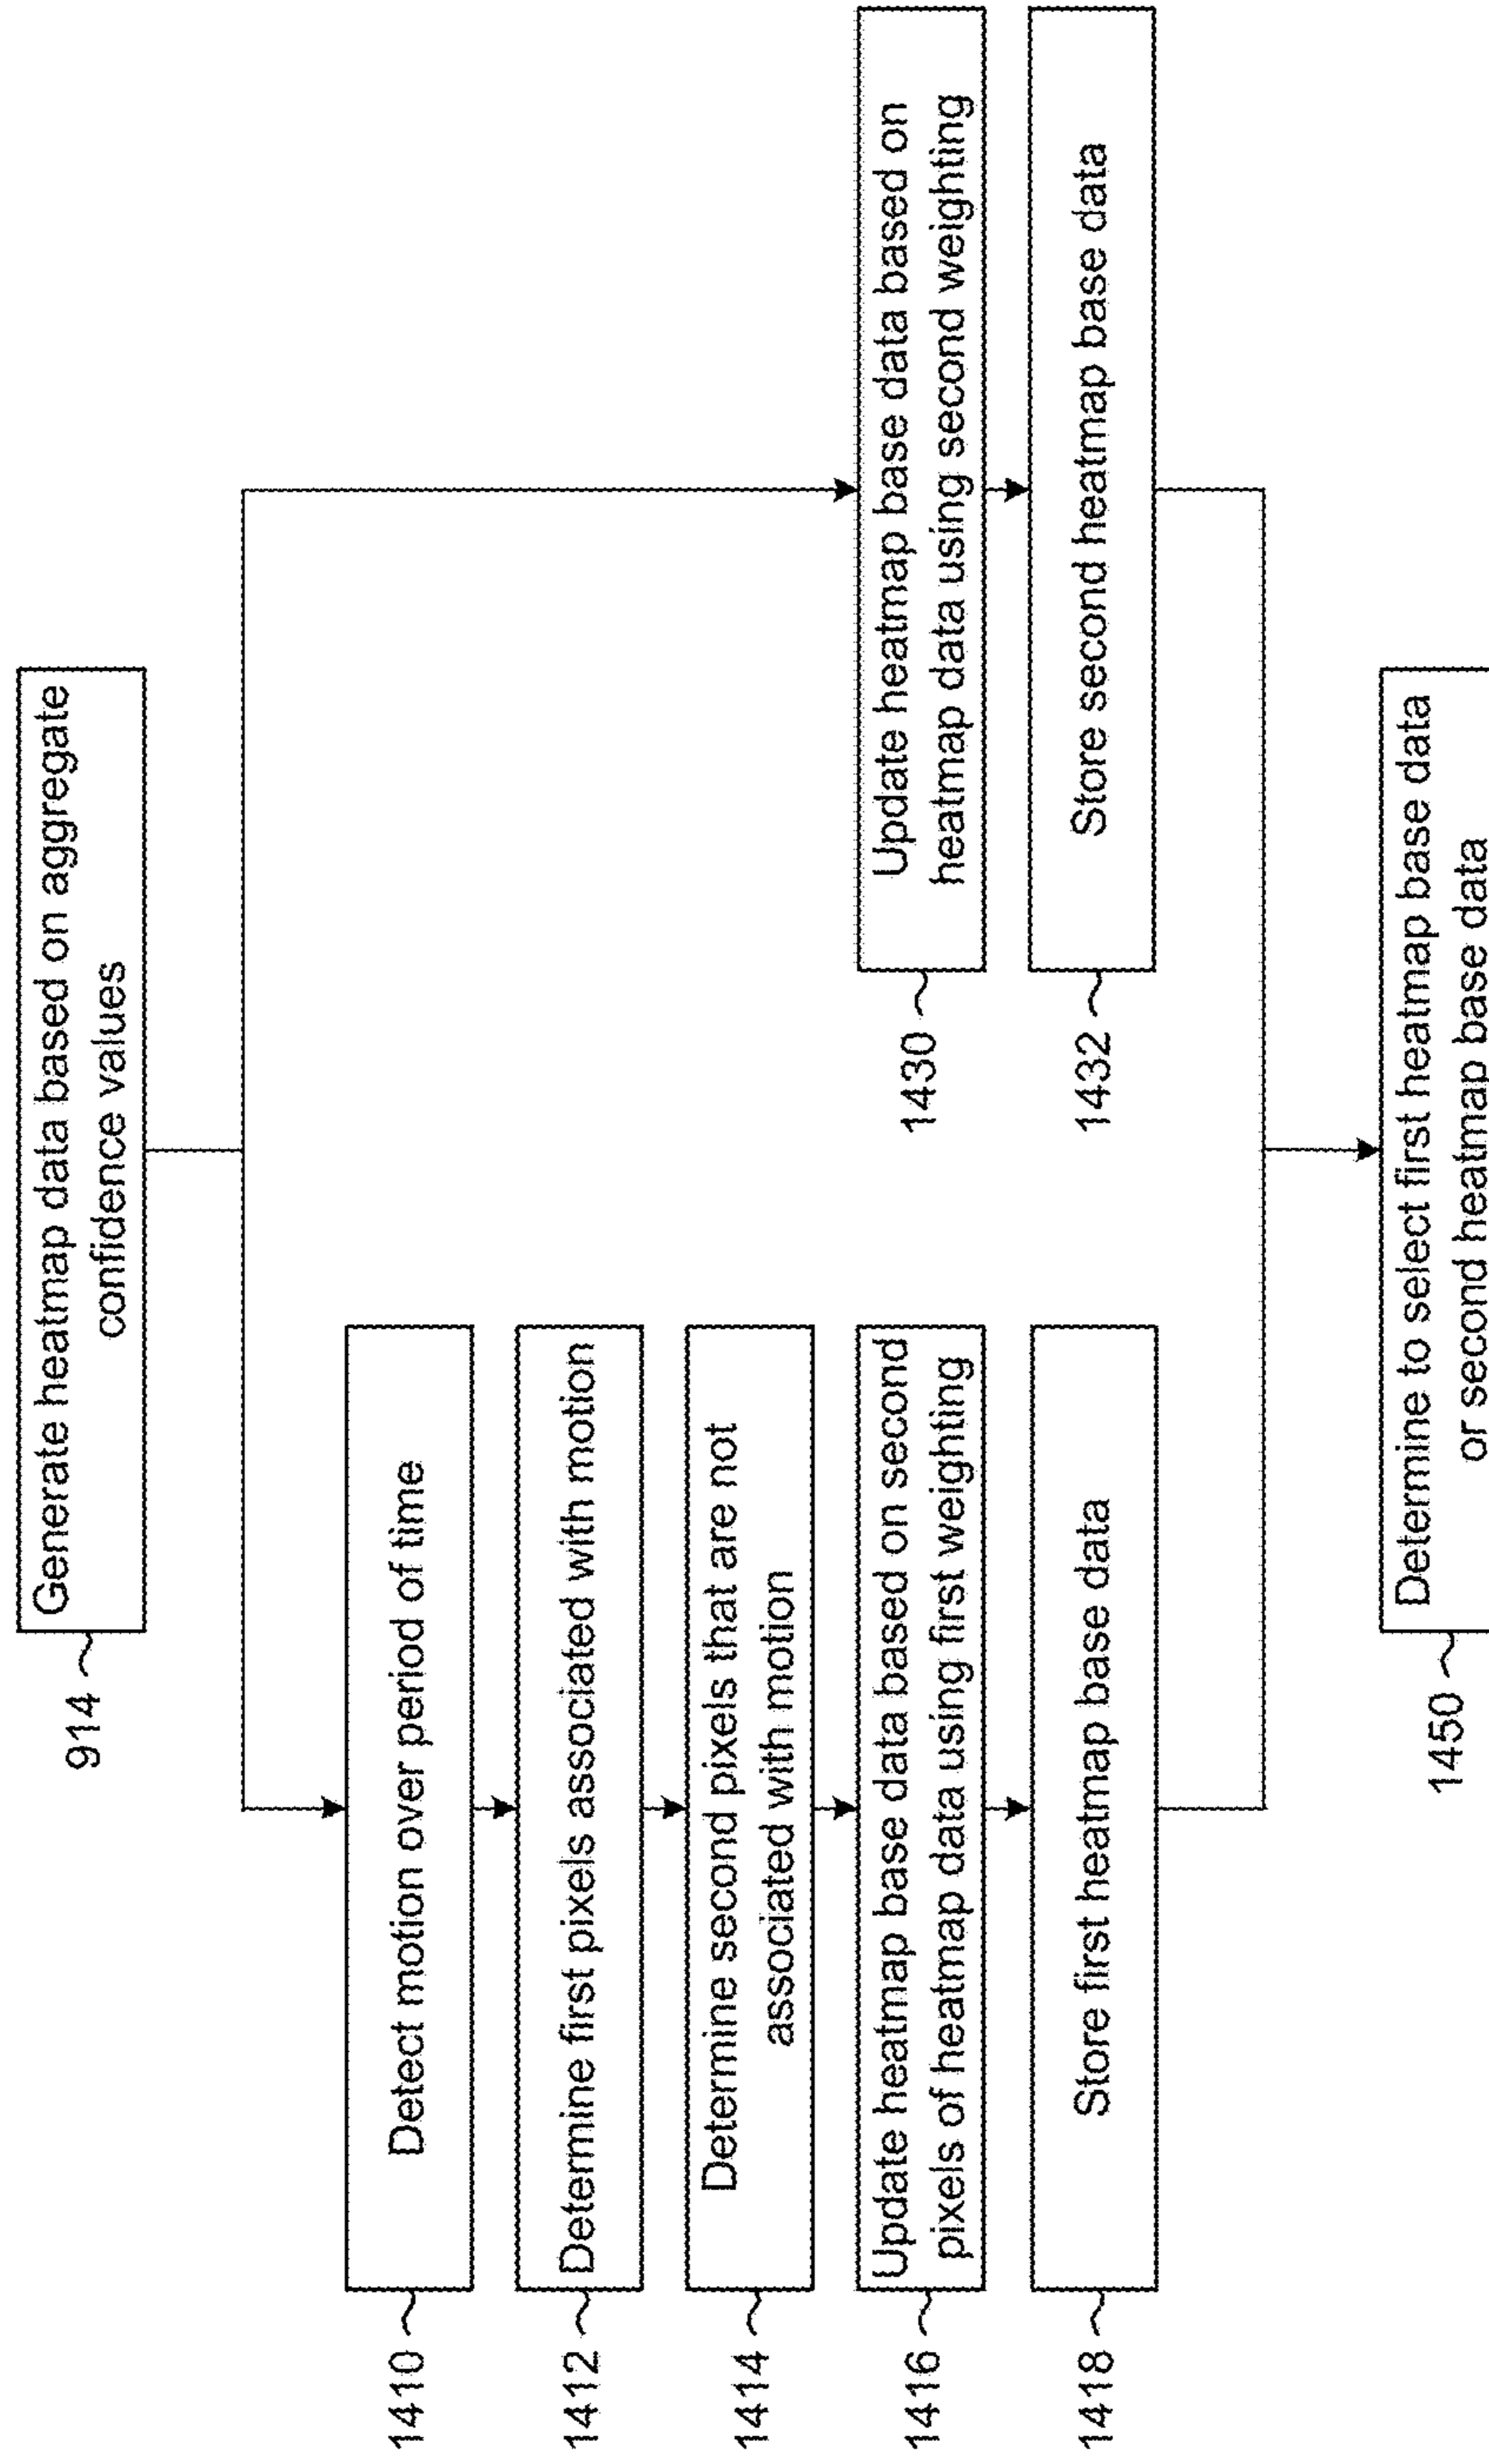 914
Generate heatmap data based on aggregate
confidence values
1410
Detect motion over period of time
1412
Determine first pixels associated with motion
1414
Determine second pixels that are not
associated with motion
1416
Update heatmap base data based on second
pixels of heatmap data using first weighting
1418
Store first heatmap base data
1430
Update heatmap base data based on
heatmap data using second weighting
1432
Store second heatmap base data
1450
Determine to select first heatmap base data
or second heatmap base data